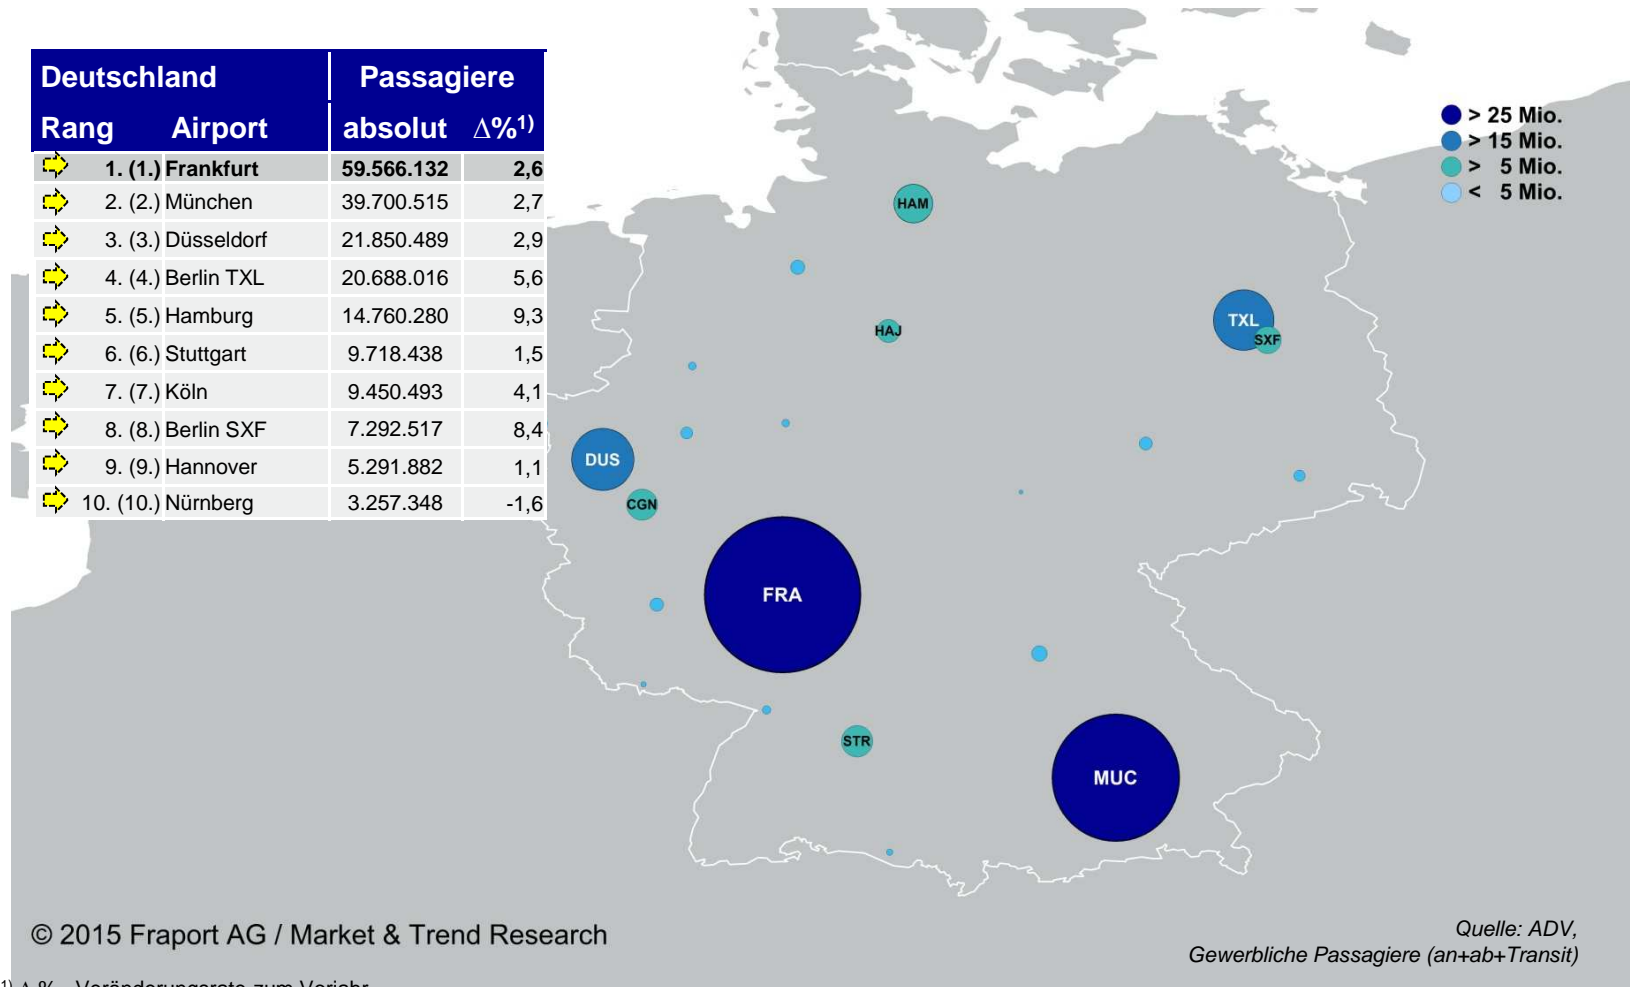 Deutschland Passagiere
Rang Airport absolut Δ%1)
1. (1.) Frankfurt 59.566.132 2,6
2. (2.) München 39.700.515 2,7
3. (3.) Düsseldorf 21.850.489 2,9
4. (4.) Berlin TXL 20.688.016 5,6
5. (5.) Hamburg 14.760.280 9,3
6. (6.) Stuttgart 9.718.438 1,5
7. (7.) Köln 9.450.493 4,1
8. (8.) Berlin SXF 7.292.517 8,4
9. (9.) Hannover 5.291.882 1,1
10. (10.) Nürnberg 3.257.348 -1,6
> 25 Mio.
> 15 Mio.
> 5 Mio.
< 5 Mio.
HAM
TXL
HAJ
SXF
DUS
CGN
FRA
STR
MUC
© 2015 Fraport AG / Market & Trend Research
Quelle: ADV,
Gewerbliche Passagiere (an+ab+Transit)
1) Δ % - Veränderungsrate zum Vorjahr